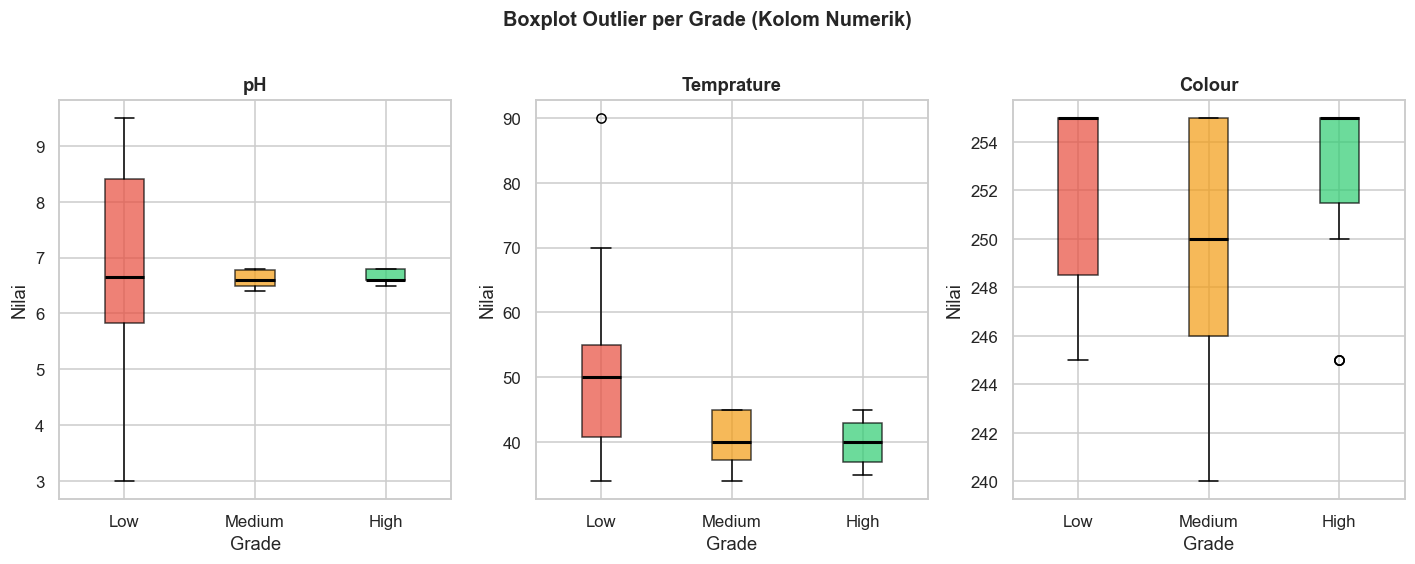 Boxplot Outlier per Grade (Kolom Numerik)
pH
Nilai
9
8
7
6
5
4
3
Low Medium High
Grade
Temprature
Nilai
90
80
70
60
50
40
Low Medium High
Grade
Colour
Nilai
254
252
250
248
246
244
242
240
Low Medium High
Grade